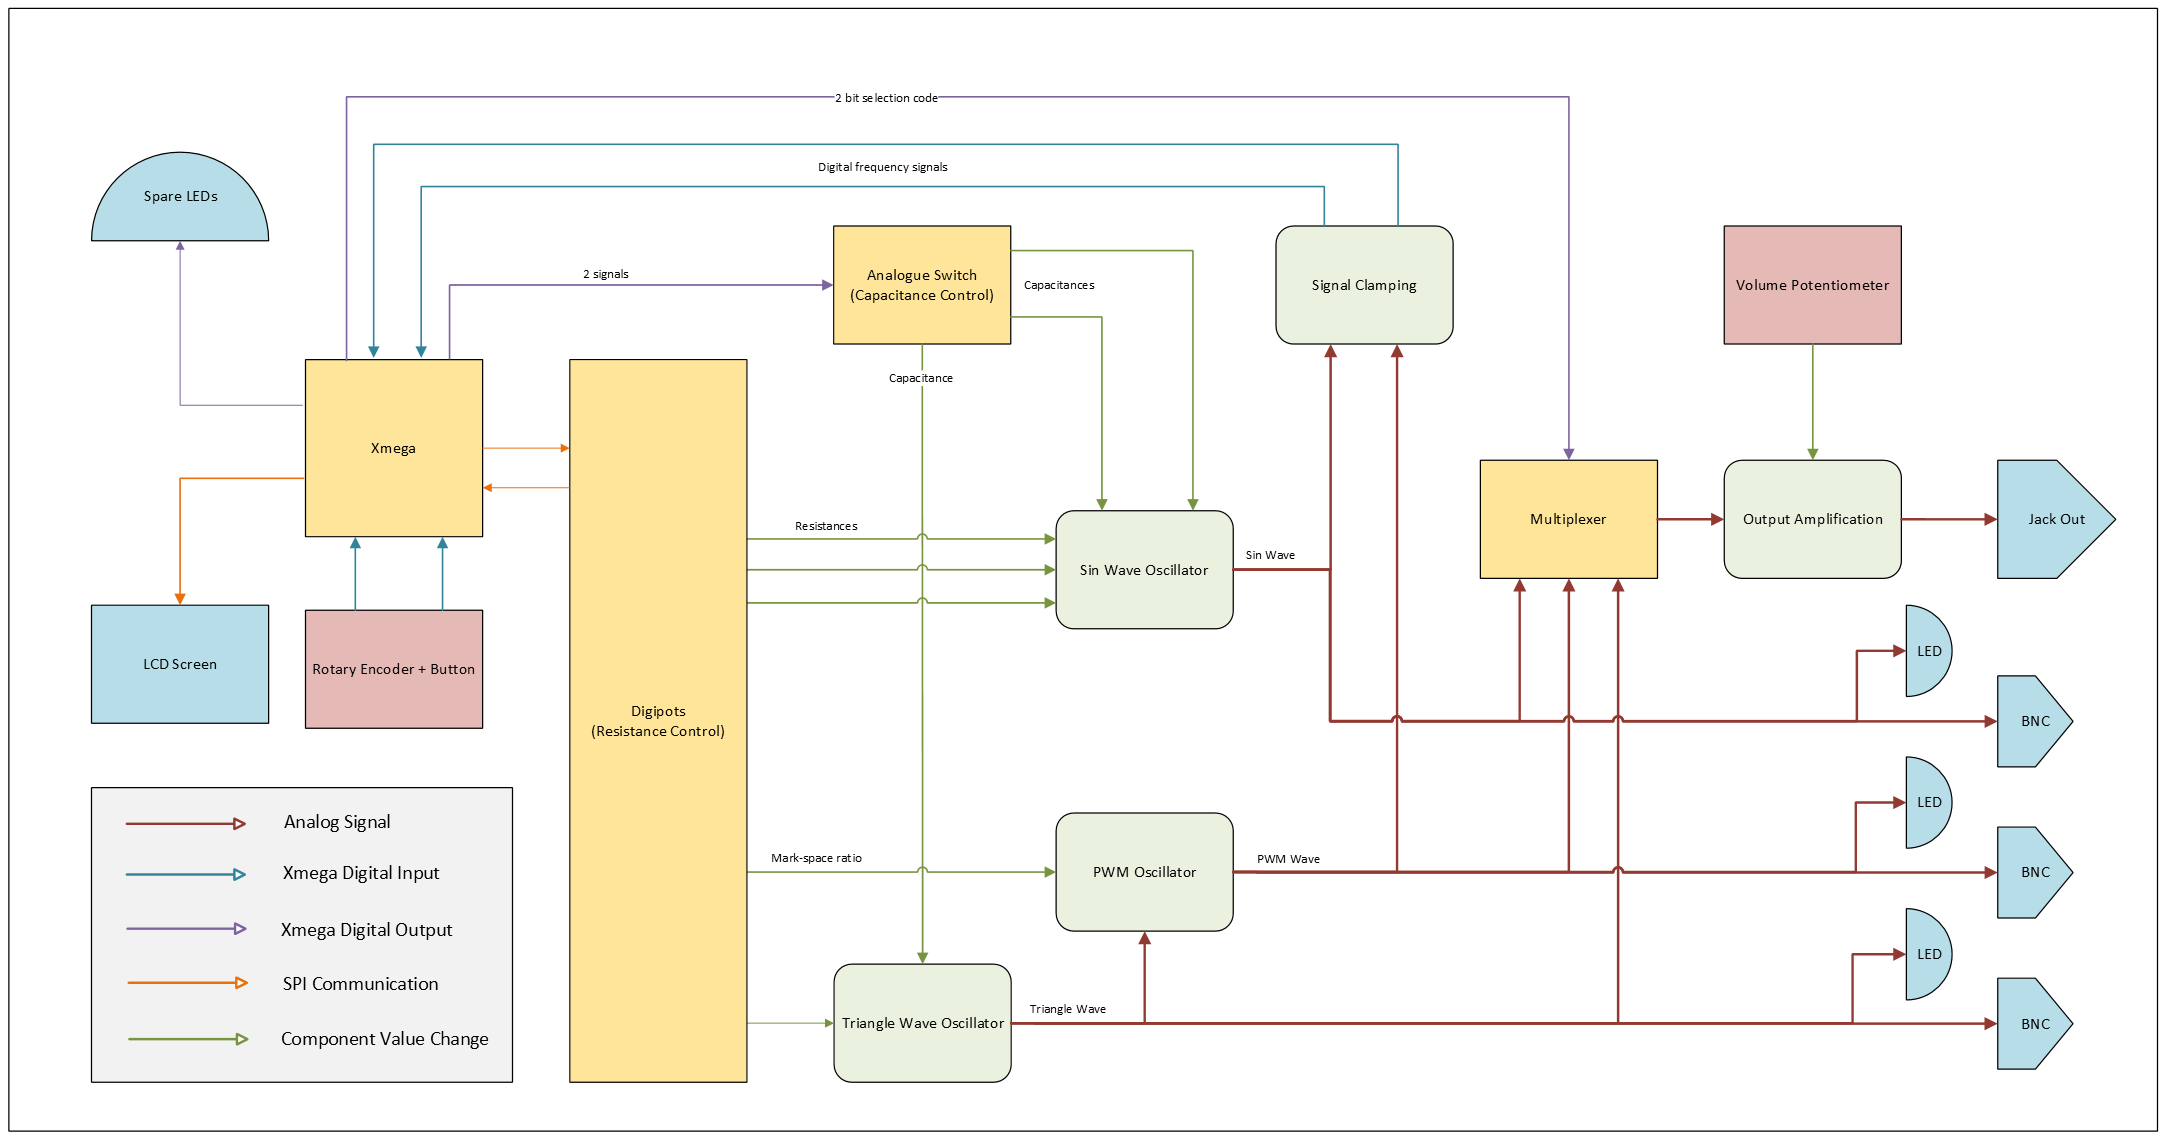 2 bit selection code
Digital frequency signals
Spare LEDs
2 signals
Analogue Switch
(Capacitance Control)
Capacitances
Signal Clamping
Volume Potentiometer
Capacitance
Xmega
Resistances
Sin Wave Oscillator
Sin Wave
Multiplexer
Output Amplification
Jack Out
LCD Screen
Rotary Encoder + Button
Digipots
(Resistance Control)
LED
BNC
LED
BNC
Mark-space ratio
PWM Oscillator
PWM Wave
LED
BNC
Triangle Wave Oscillator
Triangle Wave
Analog Signal
Xmega Digital Input
Xmega Digital Output
SPI Communication
Component Value Change